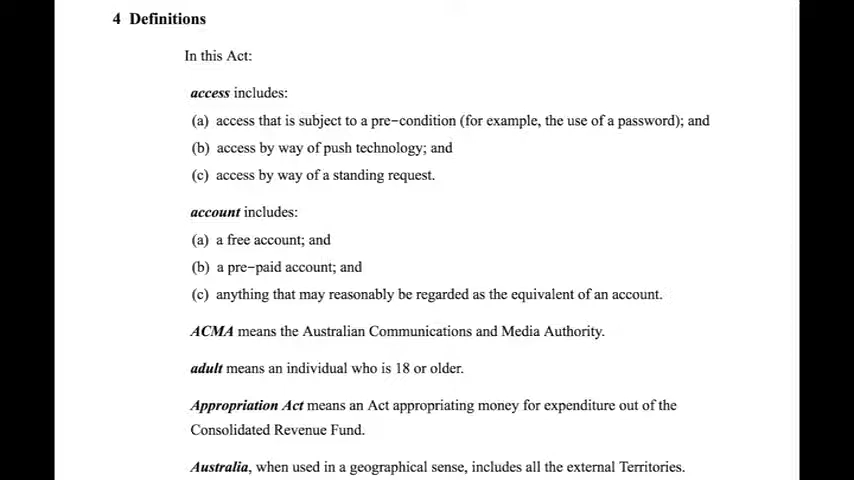 4 Definitions
In this Act:
access includes:
(a) access that is subject to a pre-condition (for example, the use of a password); and
(b) access by way of push technology; and
(c) access by way of a standing request.
account includes:
(a) a free account; and
(b) a pre-paid account; and
(c) anything that may reasonably be regarded as the equivalent of an account.
ACMA means the Australian Communications and Media Authority.
adult means an individual who is 18 or older.
Appropriation Act means an Act appropriating money for expenditure out of the
Consolidated Revenue Fund.
Australia, when used in a geographical sense, includes all the external Territories.